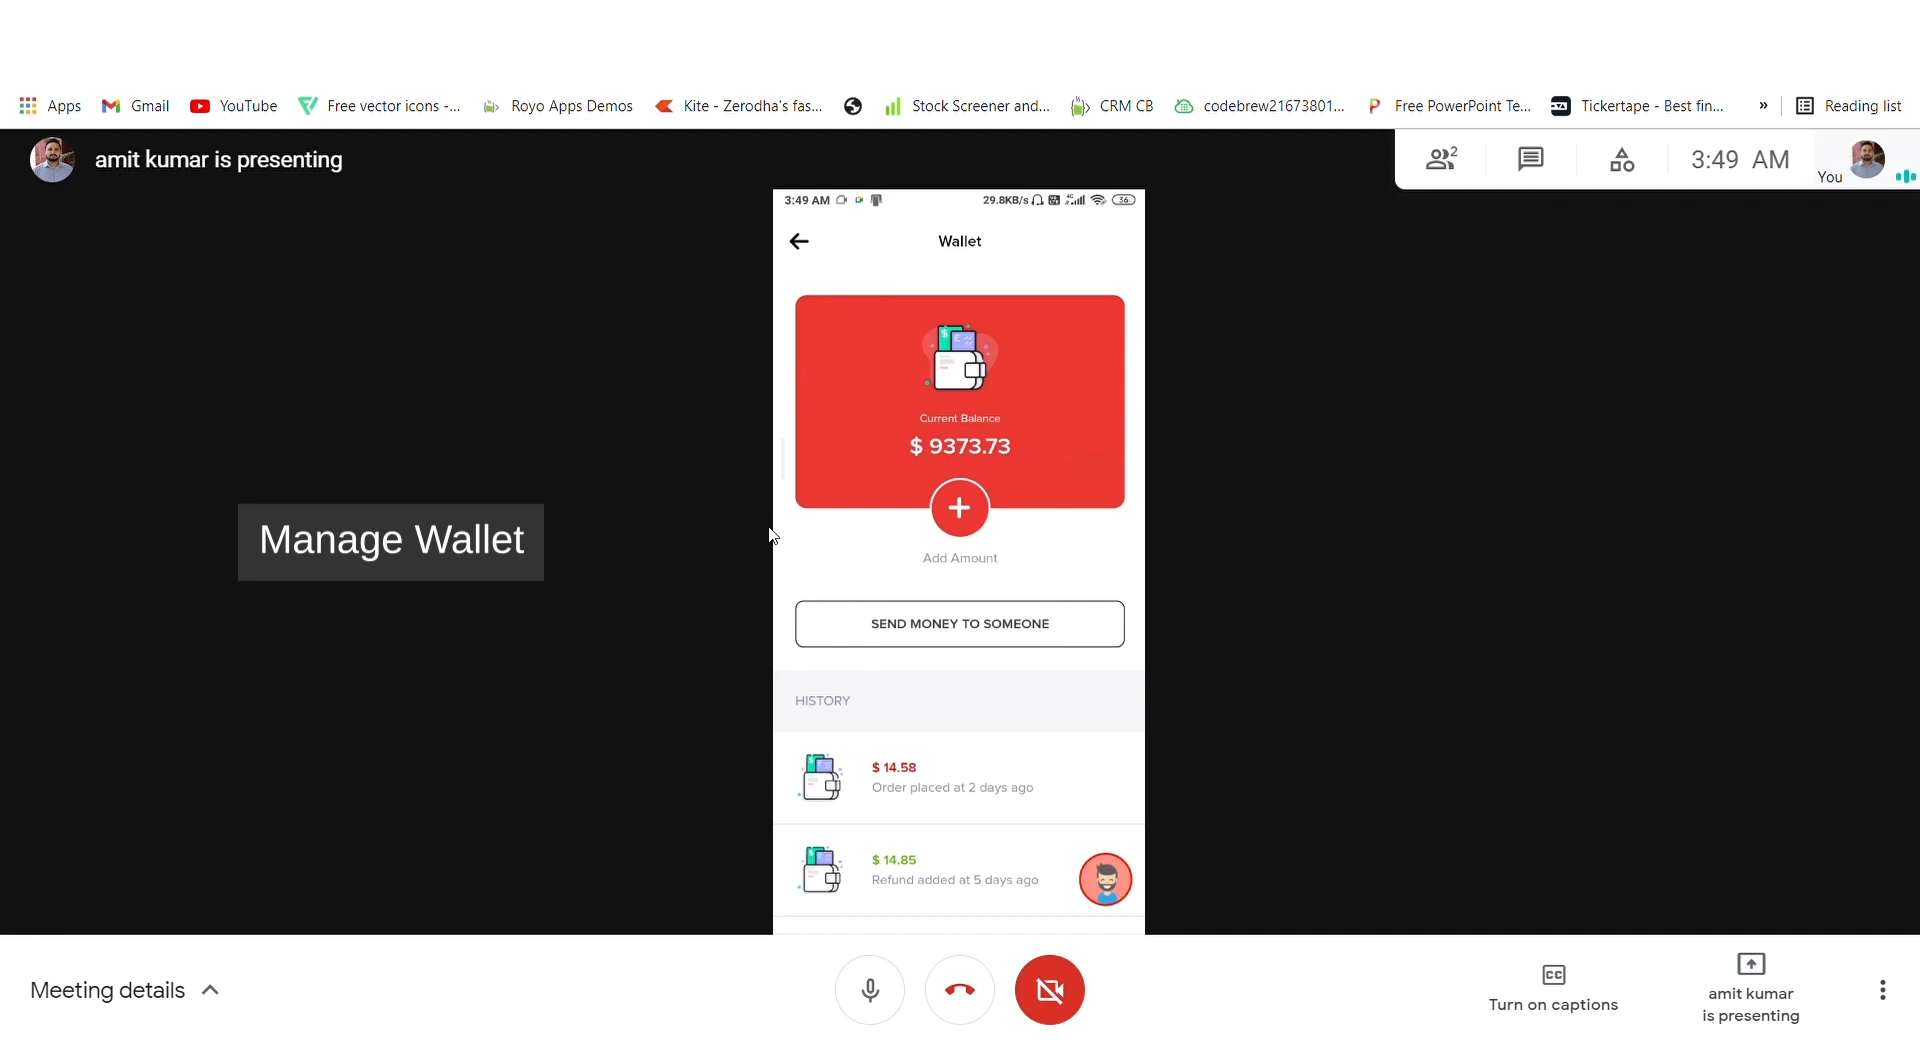 Apps Gmail YouTube Free vector icons -... Royo Apps Demos Kite - Zerodha's fas... Stock Screener and... CRM CB codebrew21673801... Free PowerPoint Te... Tickertape - Best fin... » Reading list
amit kumar is presenting
2 3:49 AM
You
3:49 AM 29.8KB/s 4G 36
Wallet
Current Balance
$ 9373.73
Add Amount
Manage Wallet
SEND MONEY TO SOMEONE
HISTORY
$ 14.58
Order placed at 2 days ago
$ 14.85
Refund added at 5 days ago
Meeting details
Turn on captions
amit kumar
is presenting